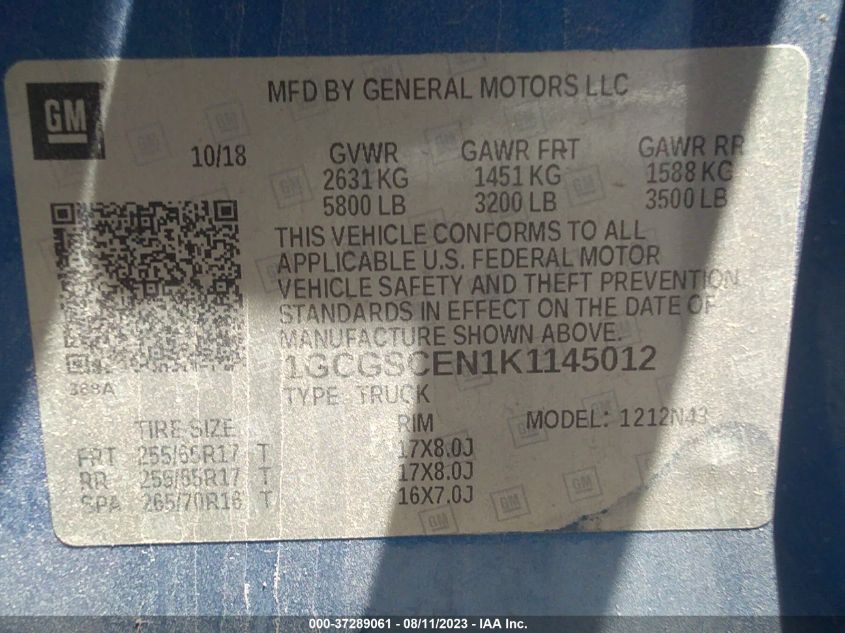 GM
MFD BY GENERAL MOTORS LLC
10/18 GVWR GAWR FRT GAWR RR
2631 KG 1451 KG 1588 KG
5800 LB 3200 LB 3500 LB
THIS VEHICLE CONFORMS TO ALL
APPLICABLE U.S. FEDERAL MOTOR
VEHICLE SAFETY AND THEFT PREVENTION
STANDARDS IN EFFECT ON THE DATE OF
MANUFACTURE SHOWN ABOVE.
1GCGSCEN1K1145012
368A
TYPE TRUCK
TIRE SIZE RIM MODEL: 1212N43
FRT 255/65R17 T 17X8.0J
RR 255/65R17 T 17X8.0J
SPA 265/70R16 T 16X7.0J
000-37289061 - 08/11/2023 - IAA Inc.